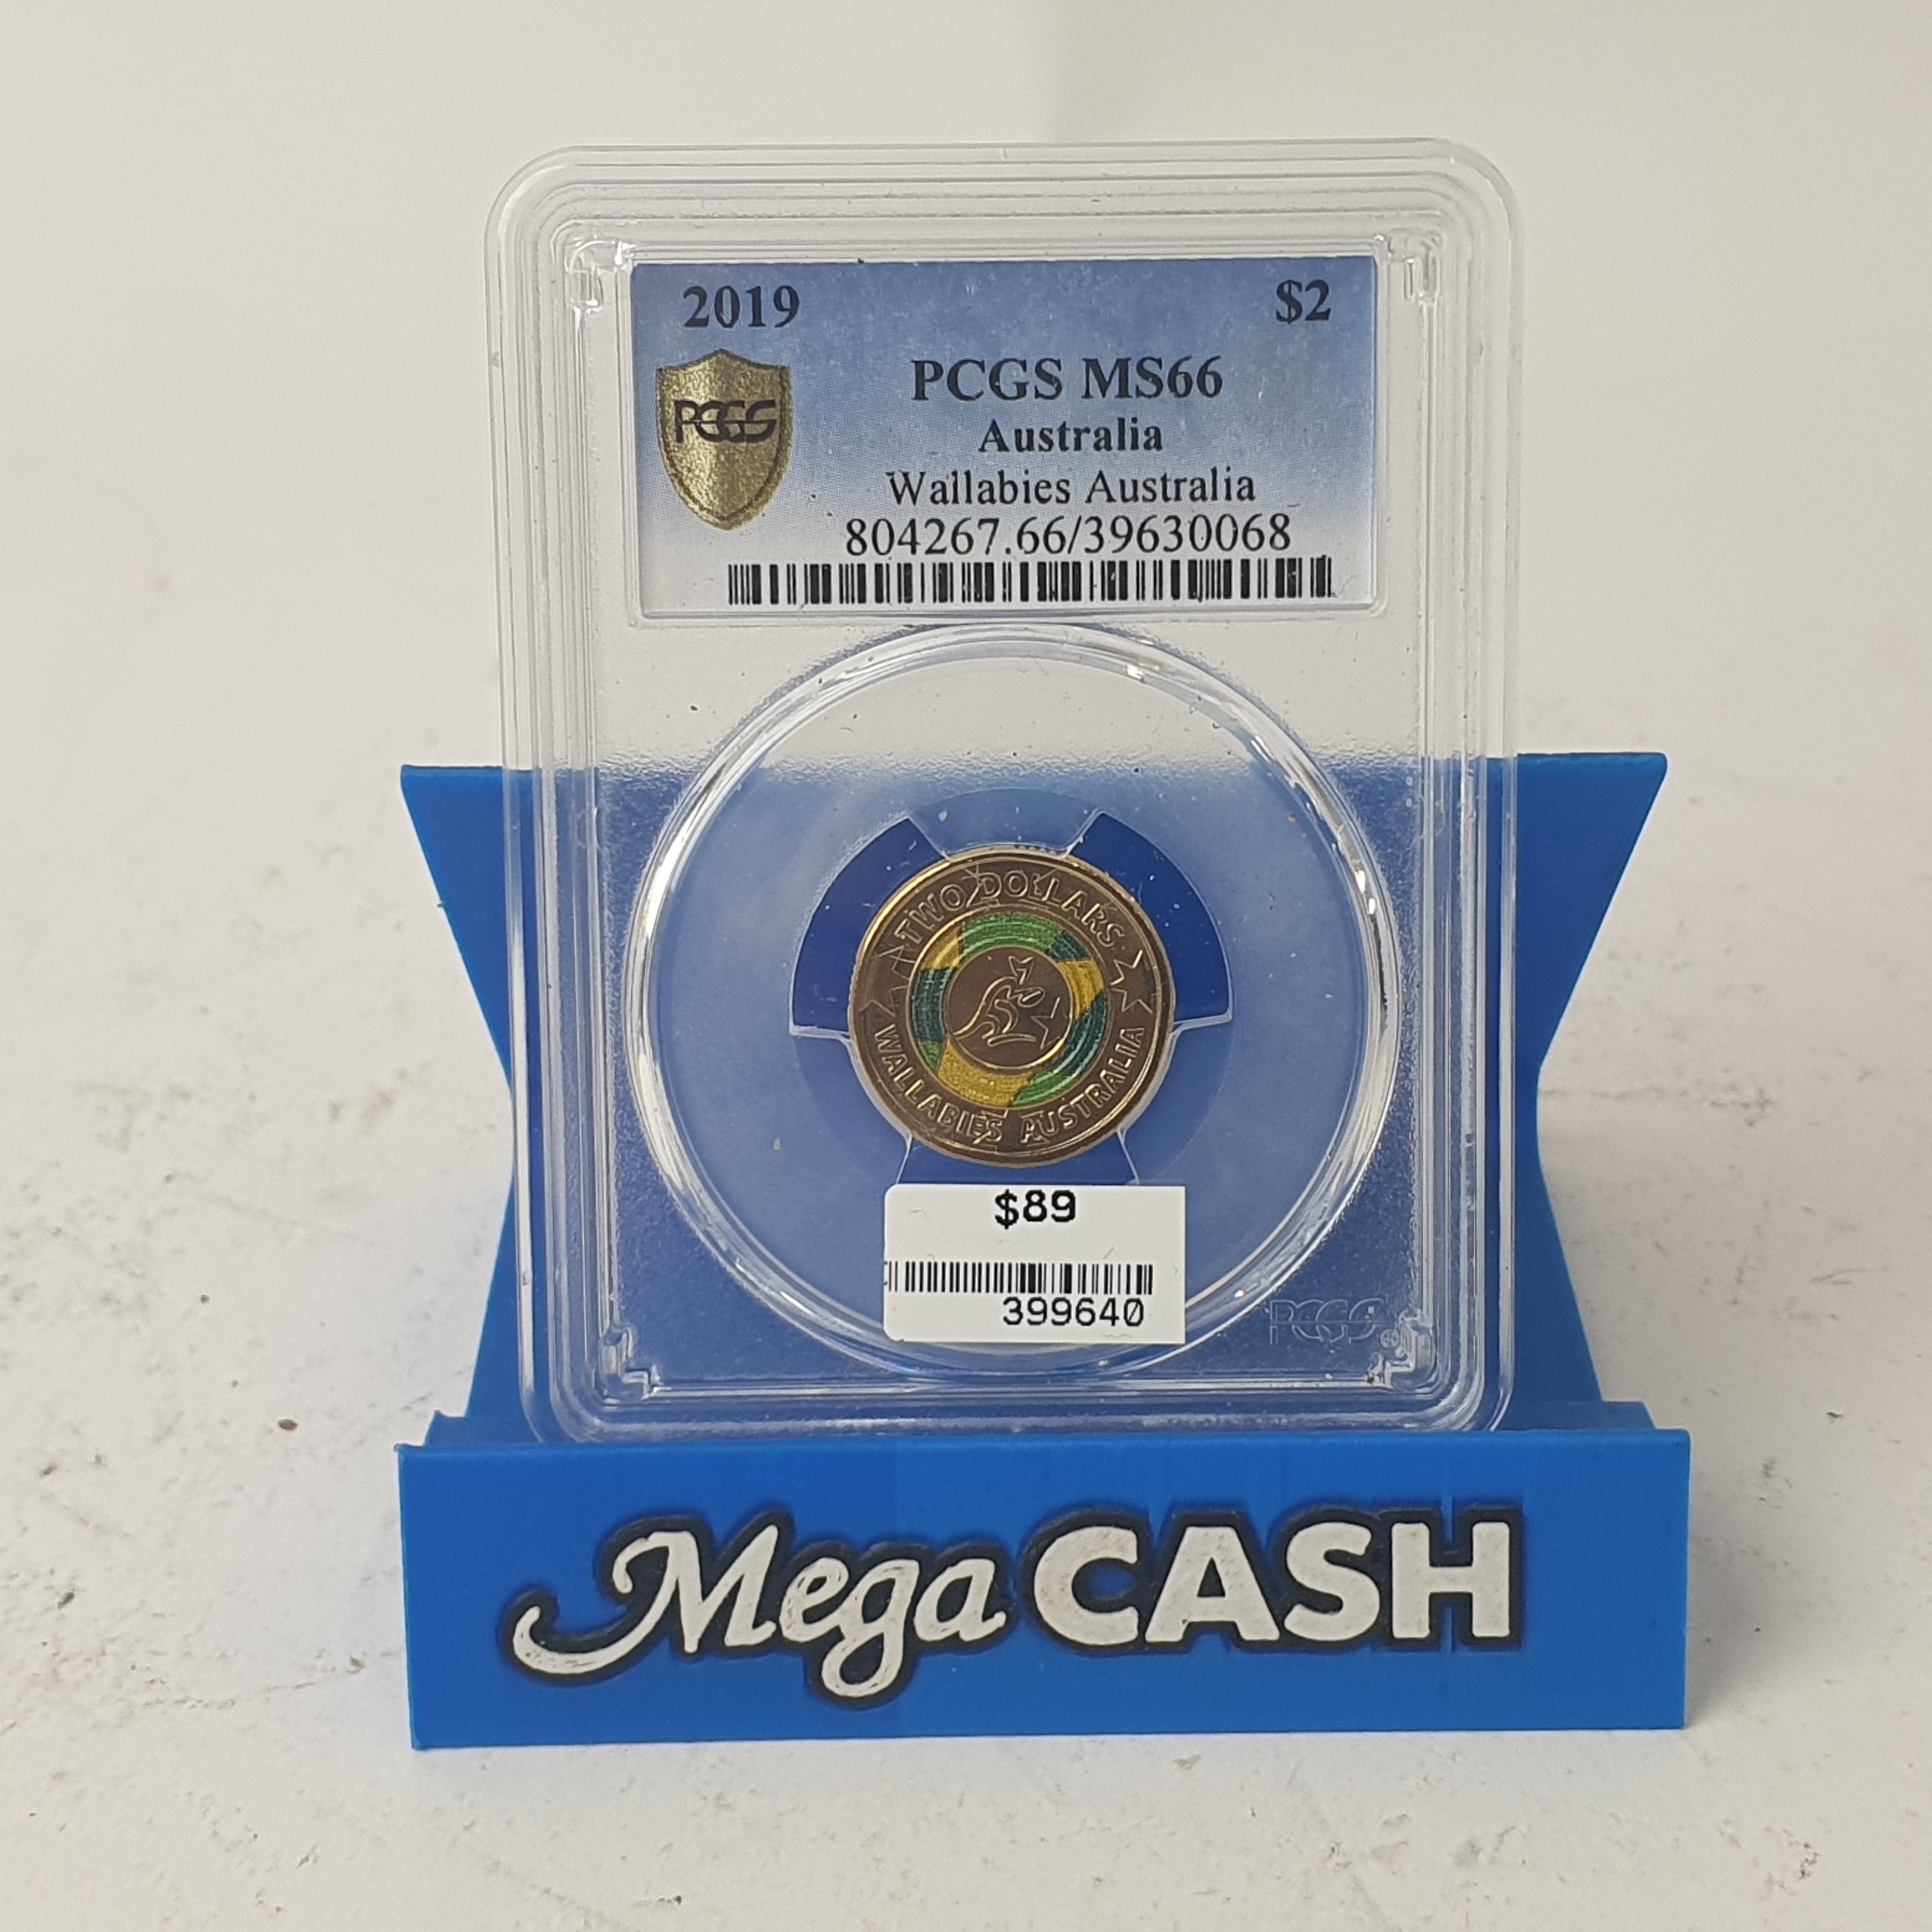 2019 $2
PCGS
PCGS MS66
Australia
Wallabies Australia
804267.66/39630068
TWO DOLLARS
WALLABIES AUSTRALIA
$89
399640
PCGS
Mega CASH